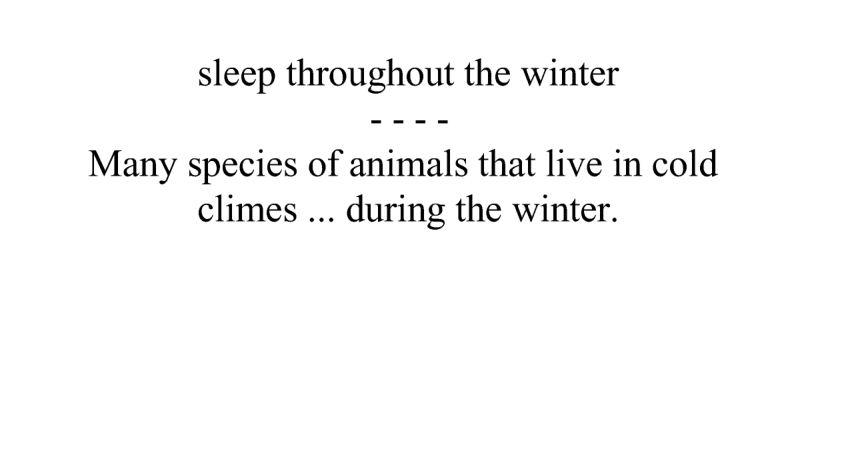 sleep throughout the winter
- - - -
Many species of animals that live in cold
climes ... during the winter.